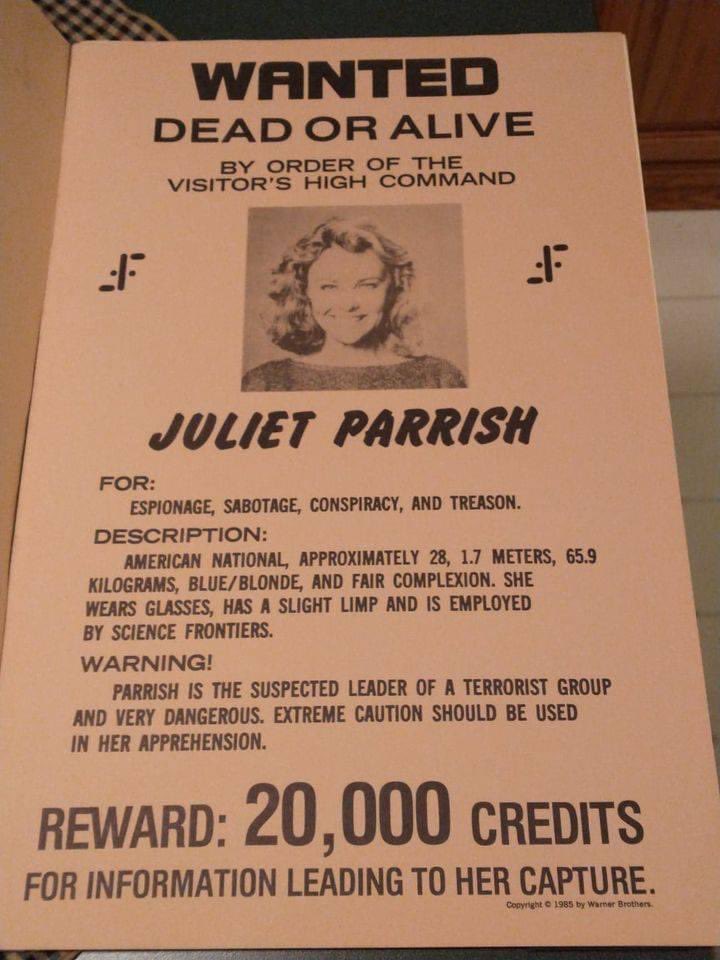 WANTED
DEAD OR ALIVE
BY ORDER OF THE
VISITOR'S HIGH COMMAND
JULIET PARRISH
FOR:
ESPIONAGE, SABOTAGE, CONSPIRACY, AND TREASON.
DESCRIPTION:
AMERICAN NATIONAL, APPROXIMATELY 28, 1.7 METERS, 65.9
KILOGRAMS, BLUE/BLONDE, AND FAIR COMPLEXION. SHE
WEARS GLASSES, HAS A SLIGHT LIMP AND IS EMPLOYED
BY SCIENCE FRONTIERS.
WARNING!
PARRISH IS THE SUSPECTED LEADER OF A TERRORIST GROUP
AND VERY DANGEROUS. EXTREME CAUTION SHOULD BE USED
IN HER APPREHENSION.
REWARD: 20,000 CREDITS
FOR INFORMATION LEADING TO HER CAPTURE.
Copyright © 1985 by Warner Brothers.